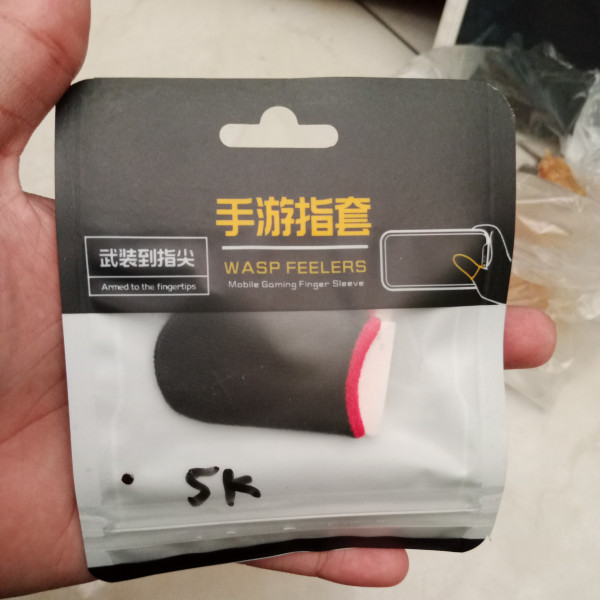 手游指套
WASP FEELERS
Mobile Gaming Finger Sleeve
武装到指尖
Armed to the fingertips
5K